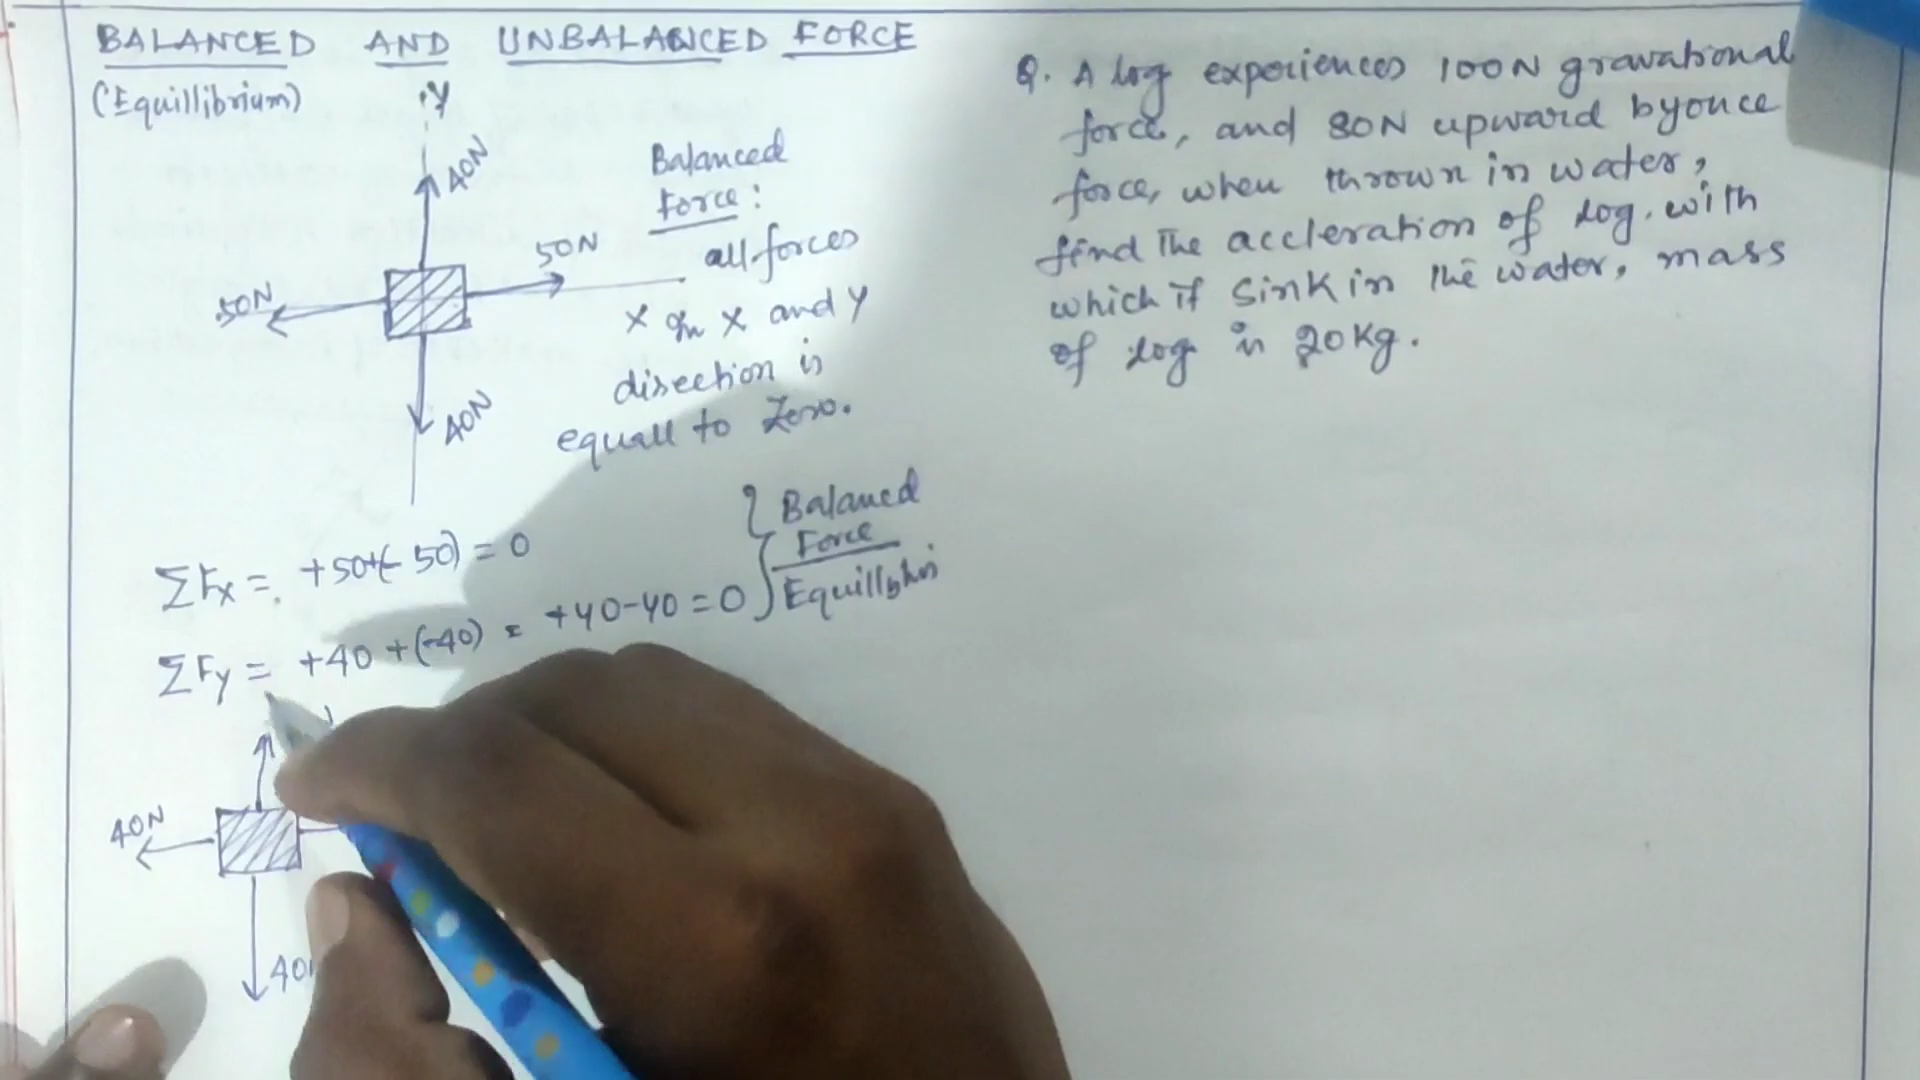 BALANCED AND UNBALANCED FORCE
(Equillibrium)
Y
40N
50N
50N
40N
Balanced
Force:
all forces
in x and y
direction is
equall to zero.
ΣFx = +50+(-50) = 0
ΣFy = +40 + (-40) = +40-40 = 0
Balanced
Force
40N
40
Q. A log experiences 100N gravational
force, and 80N upward byouce
force, when thrown in water,
find the accleration of log. with
which it sink in the water, mass
of log is 20kg.